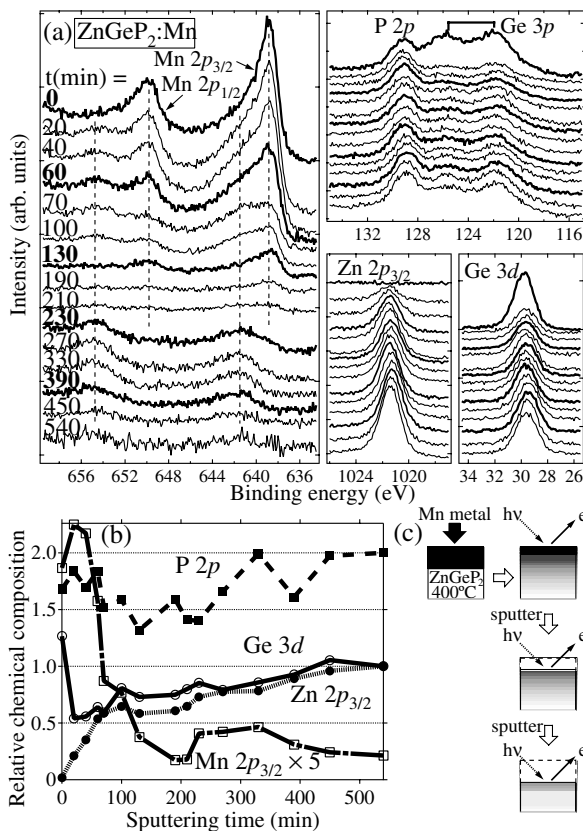 (a) ZnGeP₂:Mn
t(min) =
Mn 2p₃/₂
Mn 2p₁/₂
0
20
40
60
70
100
130
190
210
230
270
330
390
450
540
656 652 648 644 640 636
Intensity (arb. units)
P 2p Ge 3p
132 128 124 120 116
Zn 2p₃/₂
1024 1020
Ge 3d
34 32 30 28 26 24
Binding energy (eV)
(b)
P 2p
Ge 3d
Zn 2p₃/₂
Mn 2p₃/₂ × 5
2.0
1.5
1.0
0.5
0
0 100 200 300 400 500
Relative chemical composition
Sputtering time (min)
(c)
Mn metal
ZnGeP₂
400°C
hν e
sputter
hν e
sputter
hν e